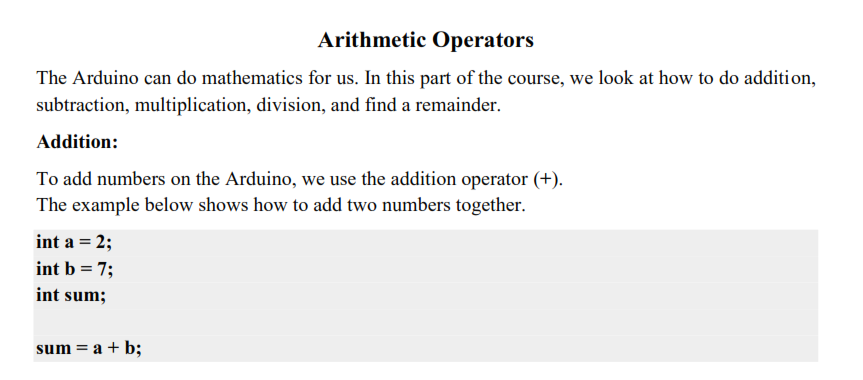 Arithmetic Operators
The Arduino can do mathematics for us. In this part of the course, we look at how to do addition,
subtraction, multiplication, division, and find a remainder.
Addition:
To add numbers on the Arduino, we use the addition operator (+).
The example below shows how to add two numbers together.
int a = 2;
int b = 7;
int sum;
sum = a + b;